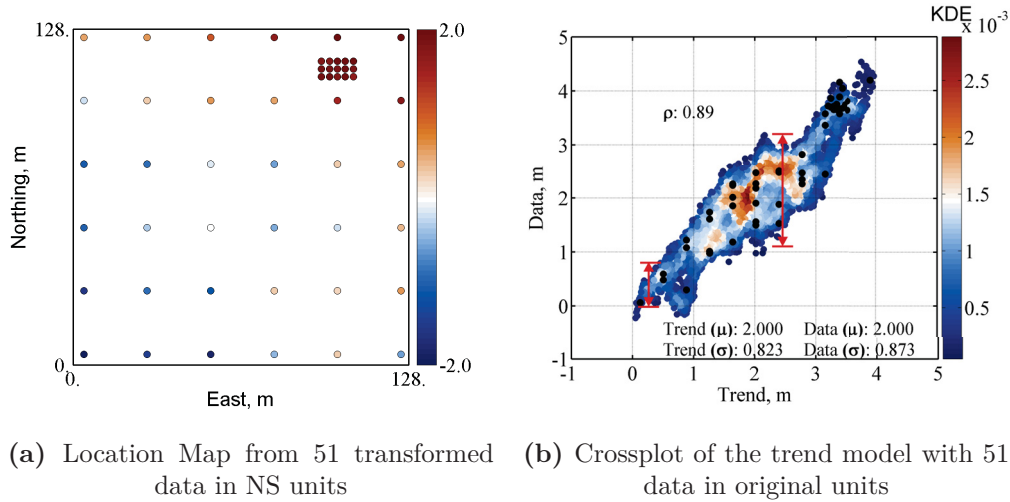 128.
2.0
Northing, m
0.
-2.0
0.
128.
East, m
KDE
x 10⁻³
5
4
3
2
1
0
-1
Data, m
ρ: 0.89
2.5
2
1.5
1
0.5
Trend (μ): 2.000 Data (μ): 2.000
Trend (σ): 0.823 Data (σ): 0.873
-1 0 1 2 3 4 5
Trend, m
(a) Location Map from 51 transformed
data in NS units
(b) Crossplot of the trend model with 51
data in original units